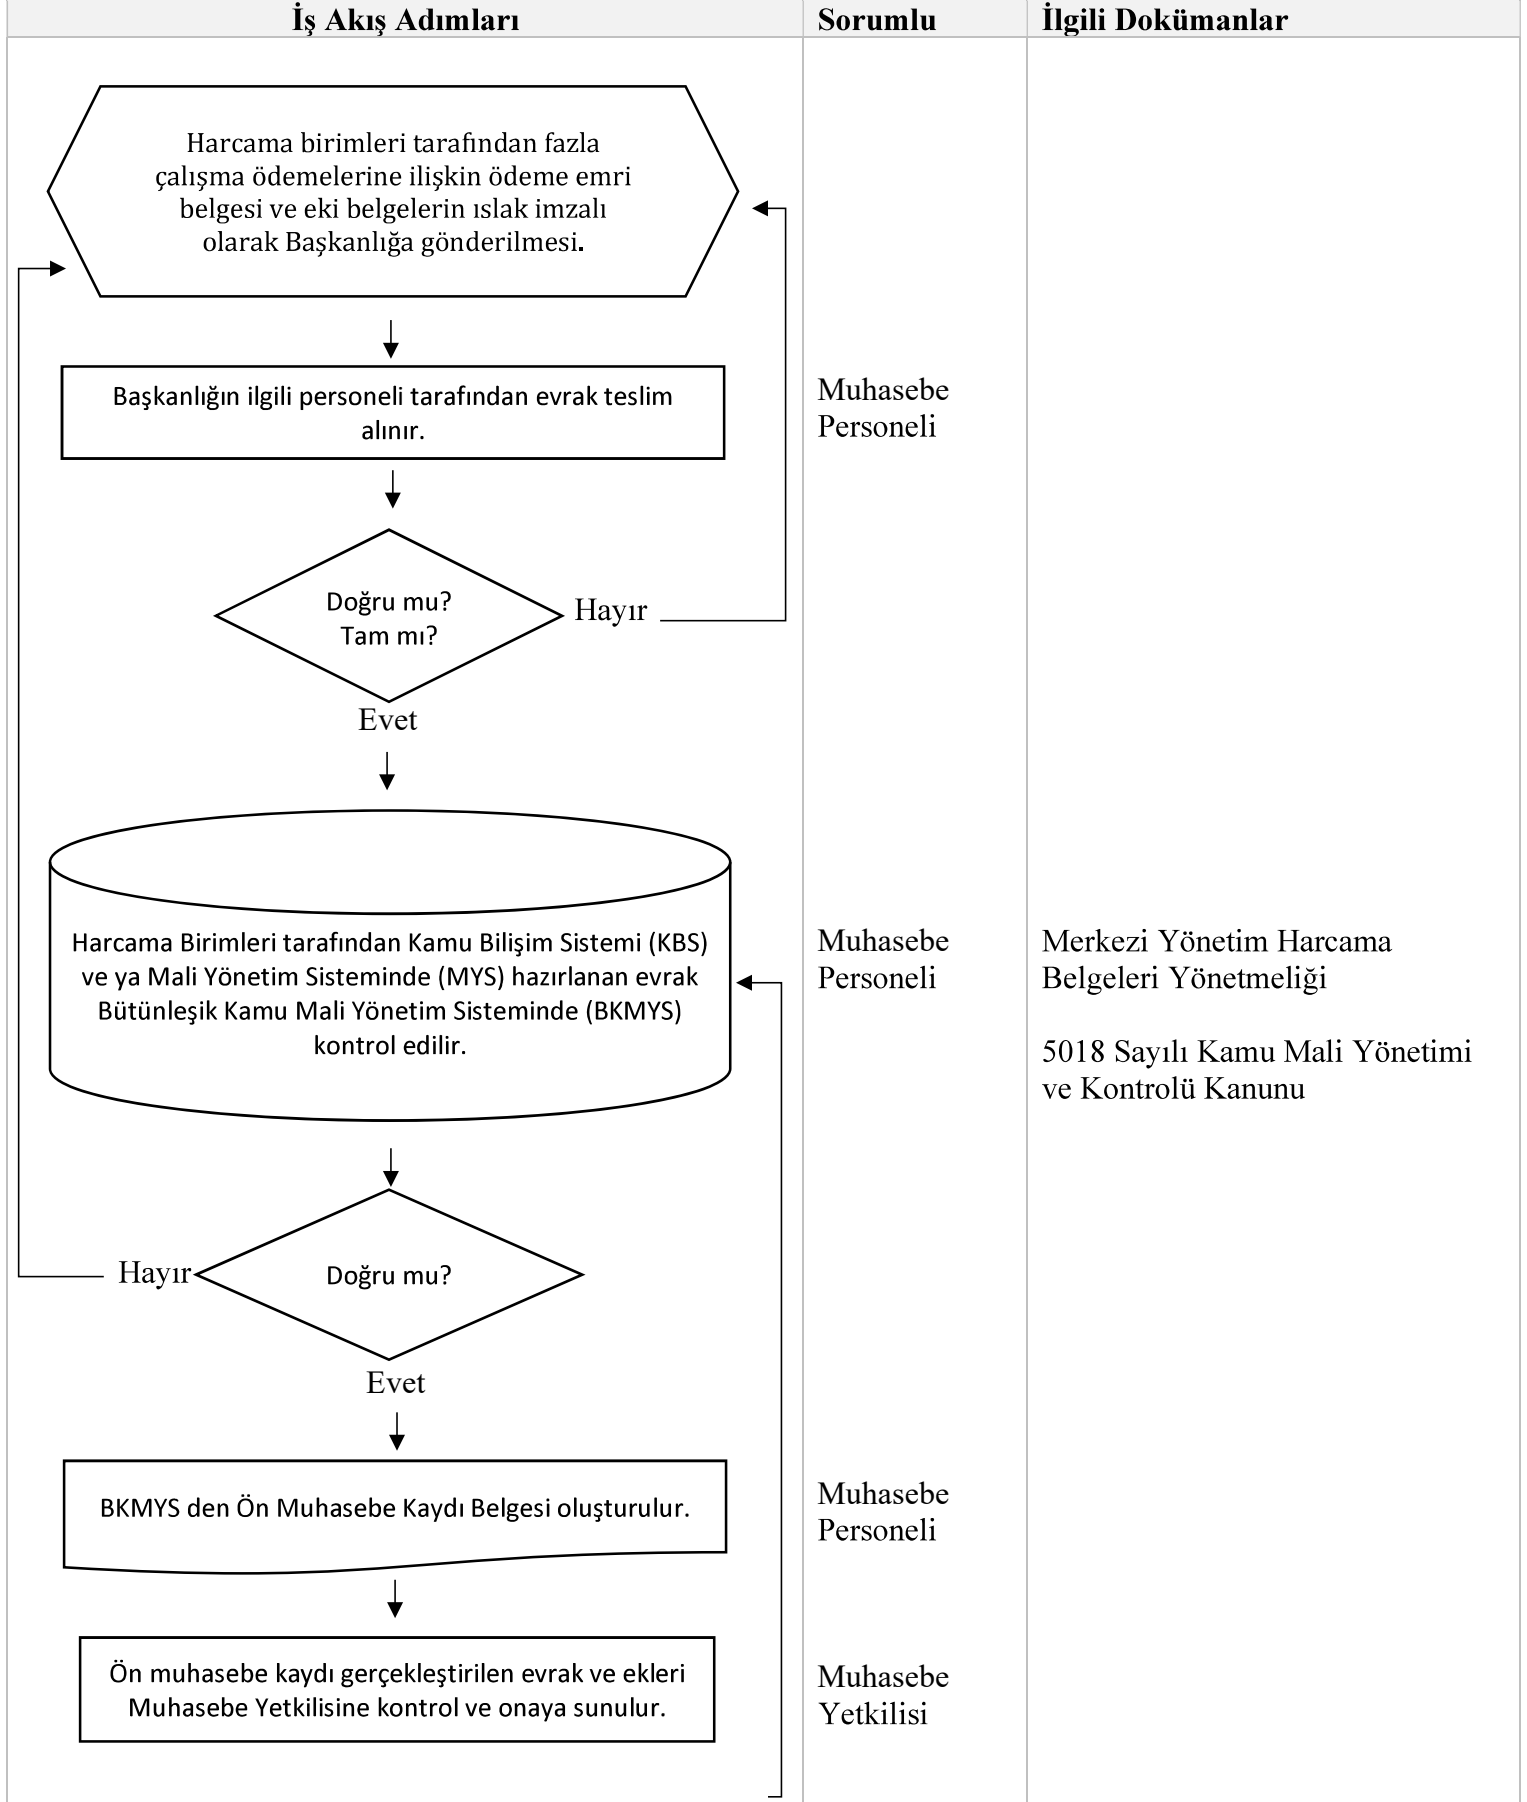 İş Akış Adımları
Sorumlu
İlgili Dokümanlar
Harcama birimleri tarafından fazla
çalışma ödemelerine ilişkin ödeme emri
belgesi ve eki belgelerin ıslak imzalı
olarak Başkanlığa gönderilmesi.
Başkanlığın ilgili personeli tarafından evrak teslim
alınır.
Muhasebe
Personeli
Doğru mu?
Tam mı?
Hayır
Evet
Harcama Birimleri tarafından Kamu Bilişim Sistemi (KBS)
ve ya Mali Yönetim Sisteminde (MYS) hazırlanan evrak
Bütünleşik Kamu Mali Yönetim Sisteminde (BKMYS)
kontrol edilir.
Muhasebe
Personeli
Merkezi Yönetim Harcama
Belgeleri Yönetmeliği
5018 Sayılı Kamu Mali Yönetimi
ve Kontrolü Kanunu
Hayır
Doğru mu?
Evet
BKMYS den Ön Muhasebe Kaydı Belgesi oluşturulur.
Muhasebe
Personeli
Ön muhasebe kaydı gerçekleştirilen evrak ve ekleri
Muhasebe Yetkilisine kontrol ve onaya sunulur.
Muhasebe
Yetkilisi